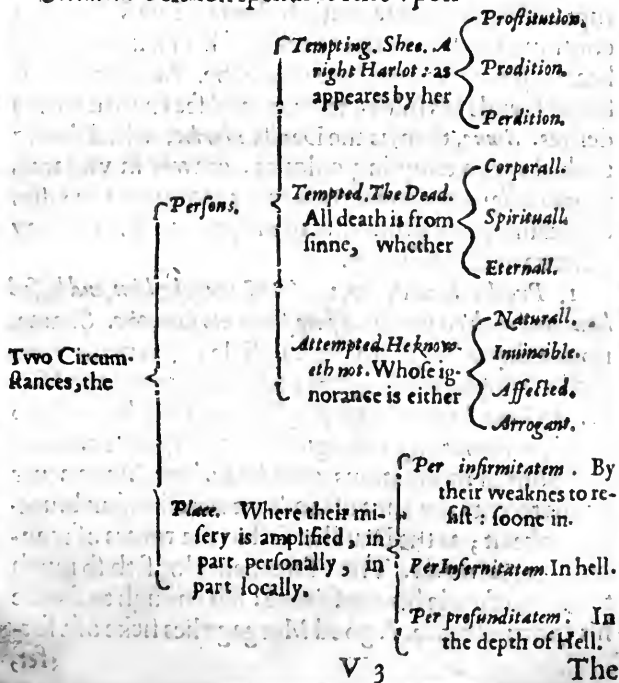 Two Circum-
ſtances, the
Perſons.
Tempting. Shee. A
right Harlot: as
appeares by her
Proſtitution.
Prodition.
Perdition.
Tempted. The Dead.
All death is from
ſinne, whether
Corporall.
Spirituall.
Eternall.
Attempted. He know-
eth not. Whoſe ig-
norance is either
Naturall.
Inuincible.
Affected.
Arrogant.
Place. Where their mi-
ſery is amplified, in
part perſonally, in
part locally.
Per infirmitatem. By
their weaknes to re-
ſiſt: ſoone in.
Per Infernitatem. In hell.
Per profunditatem. In
the depth of Hell.
V 3 The